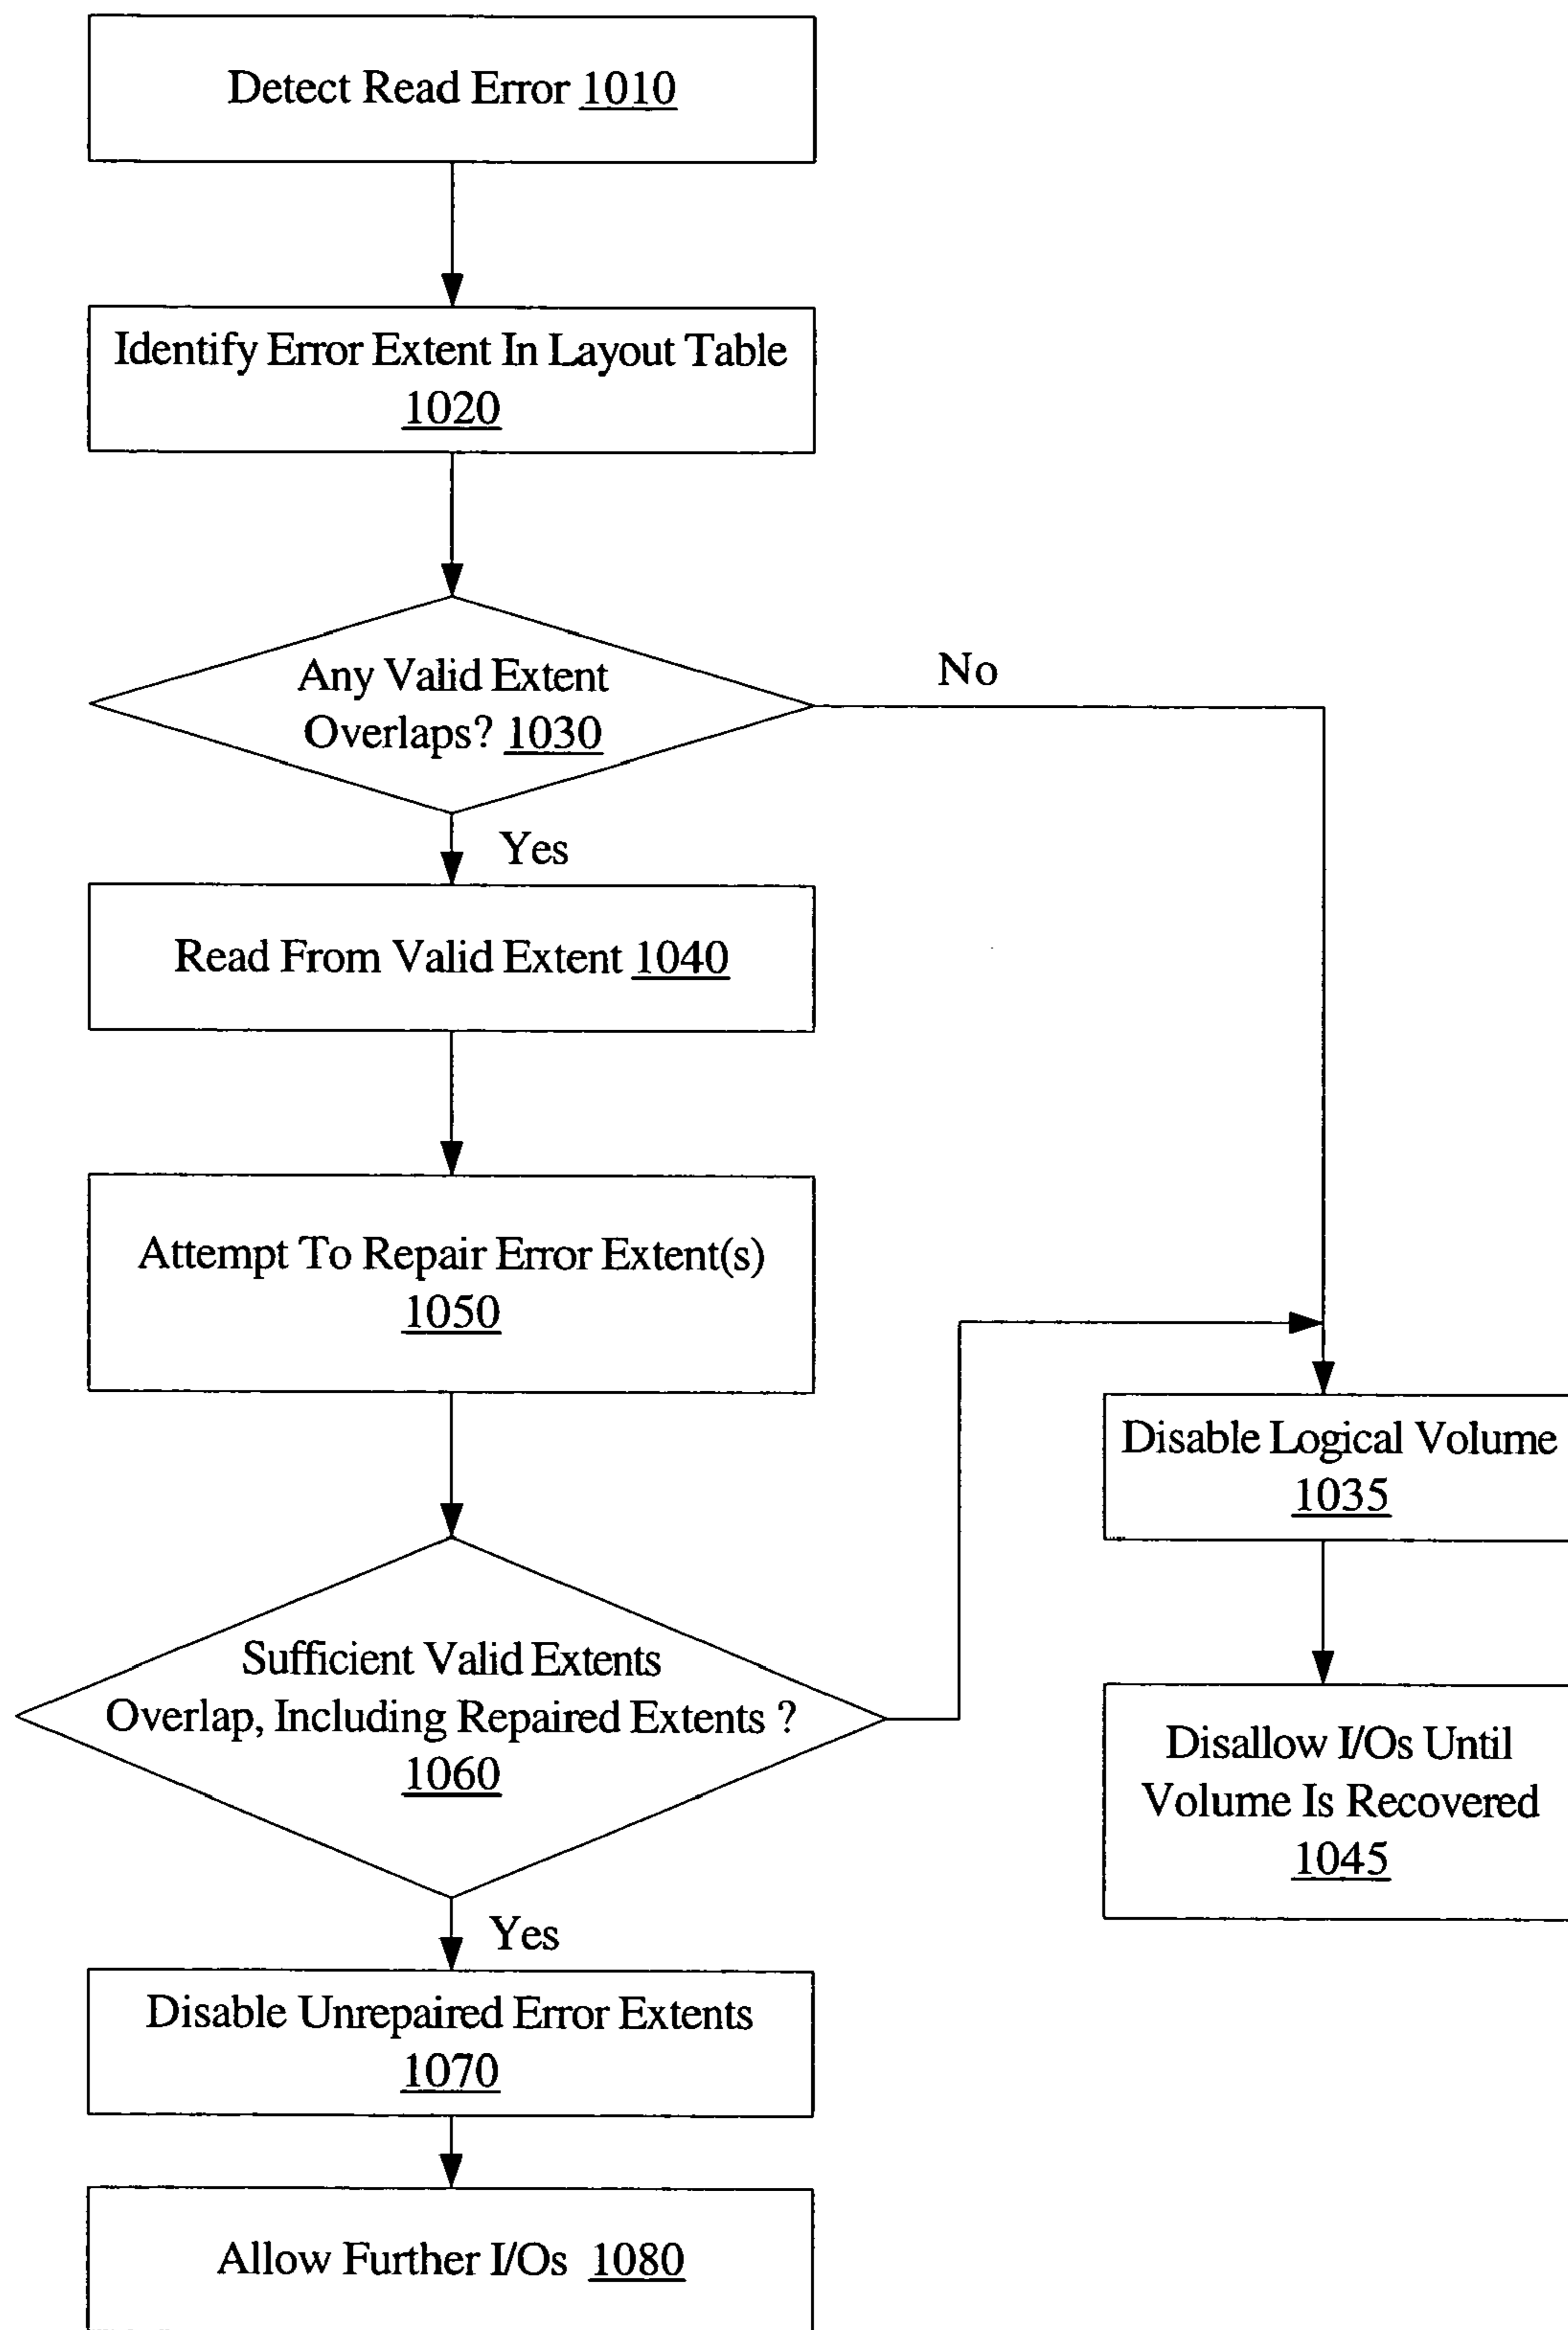 Detect Read Error 1010
Identify Error Extent In Layout Table
1020
Any Valid Extent
Overlaps? 1030
No
Yes
Read From Valid Extent 1040
Attempt To Repair Error Extent(s)
1050
Disable Logical Volume
1035
Sufficient Valid Extents
Overlap, Including Repaired Extents ?
1060
Disallow I/Os Until
Volume Is Recovered
1045
Yes
Disable Unrepaired Error Extents
1070
Allow Further I/Os 1080